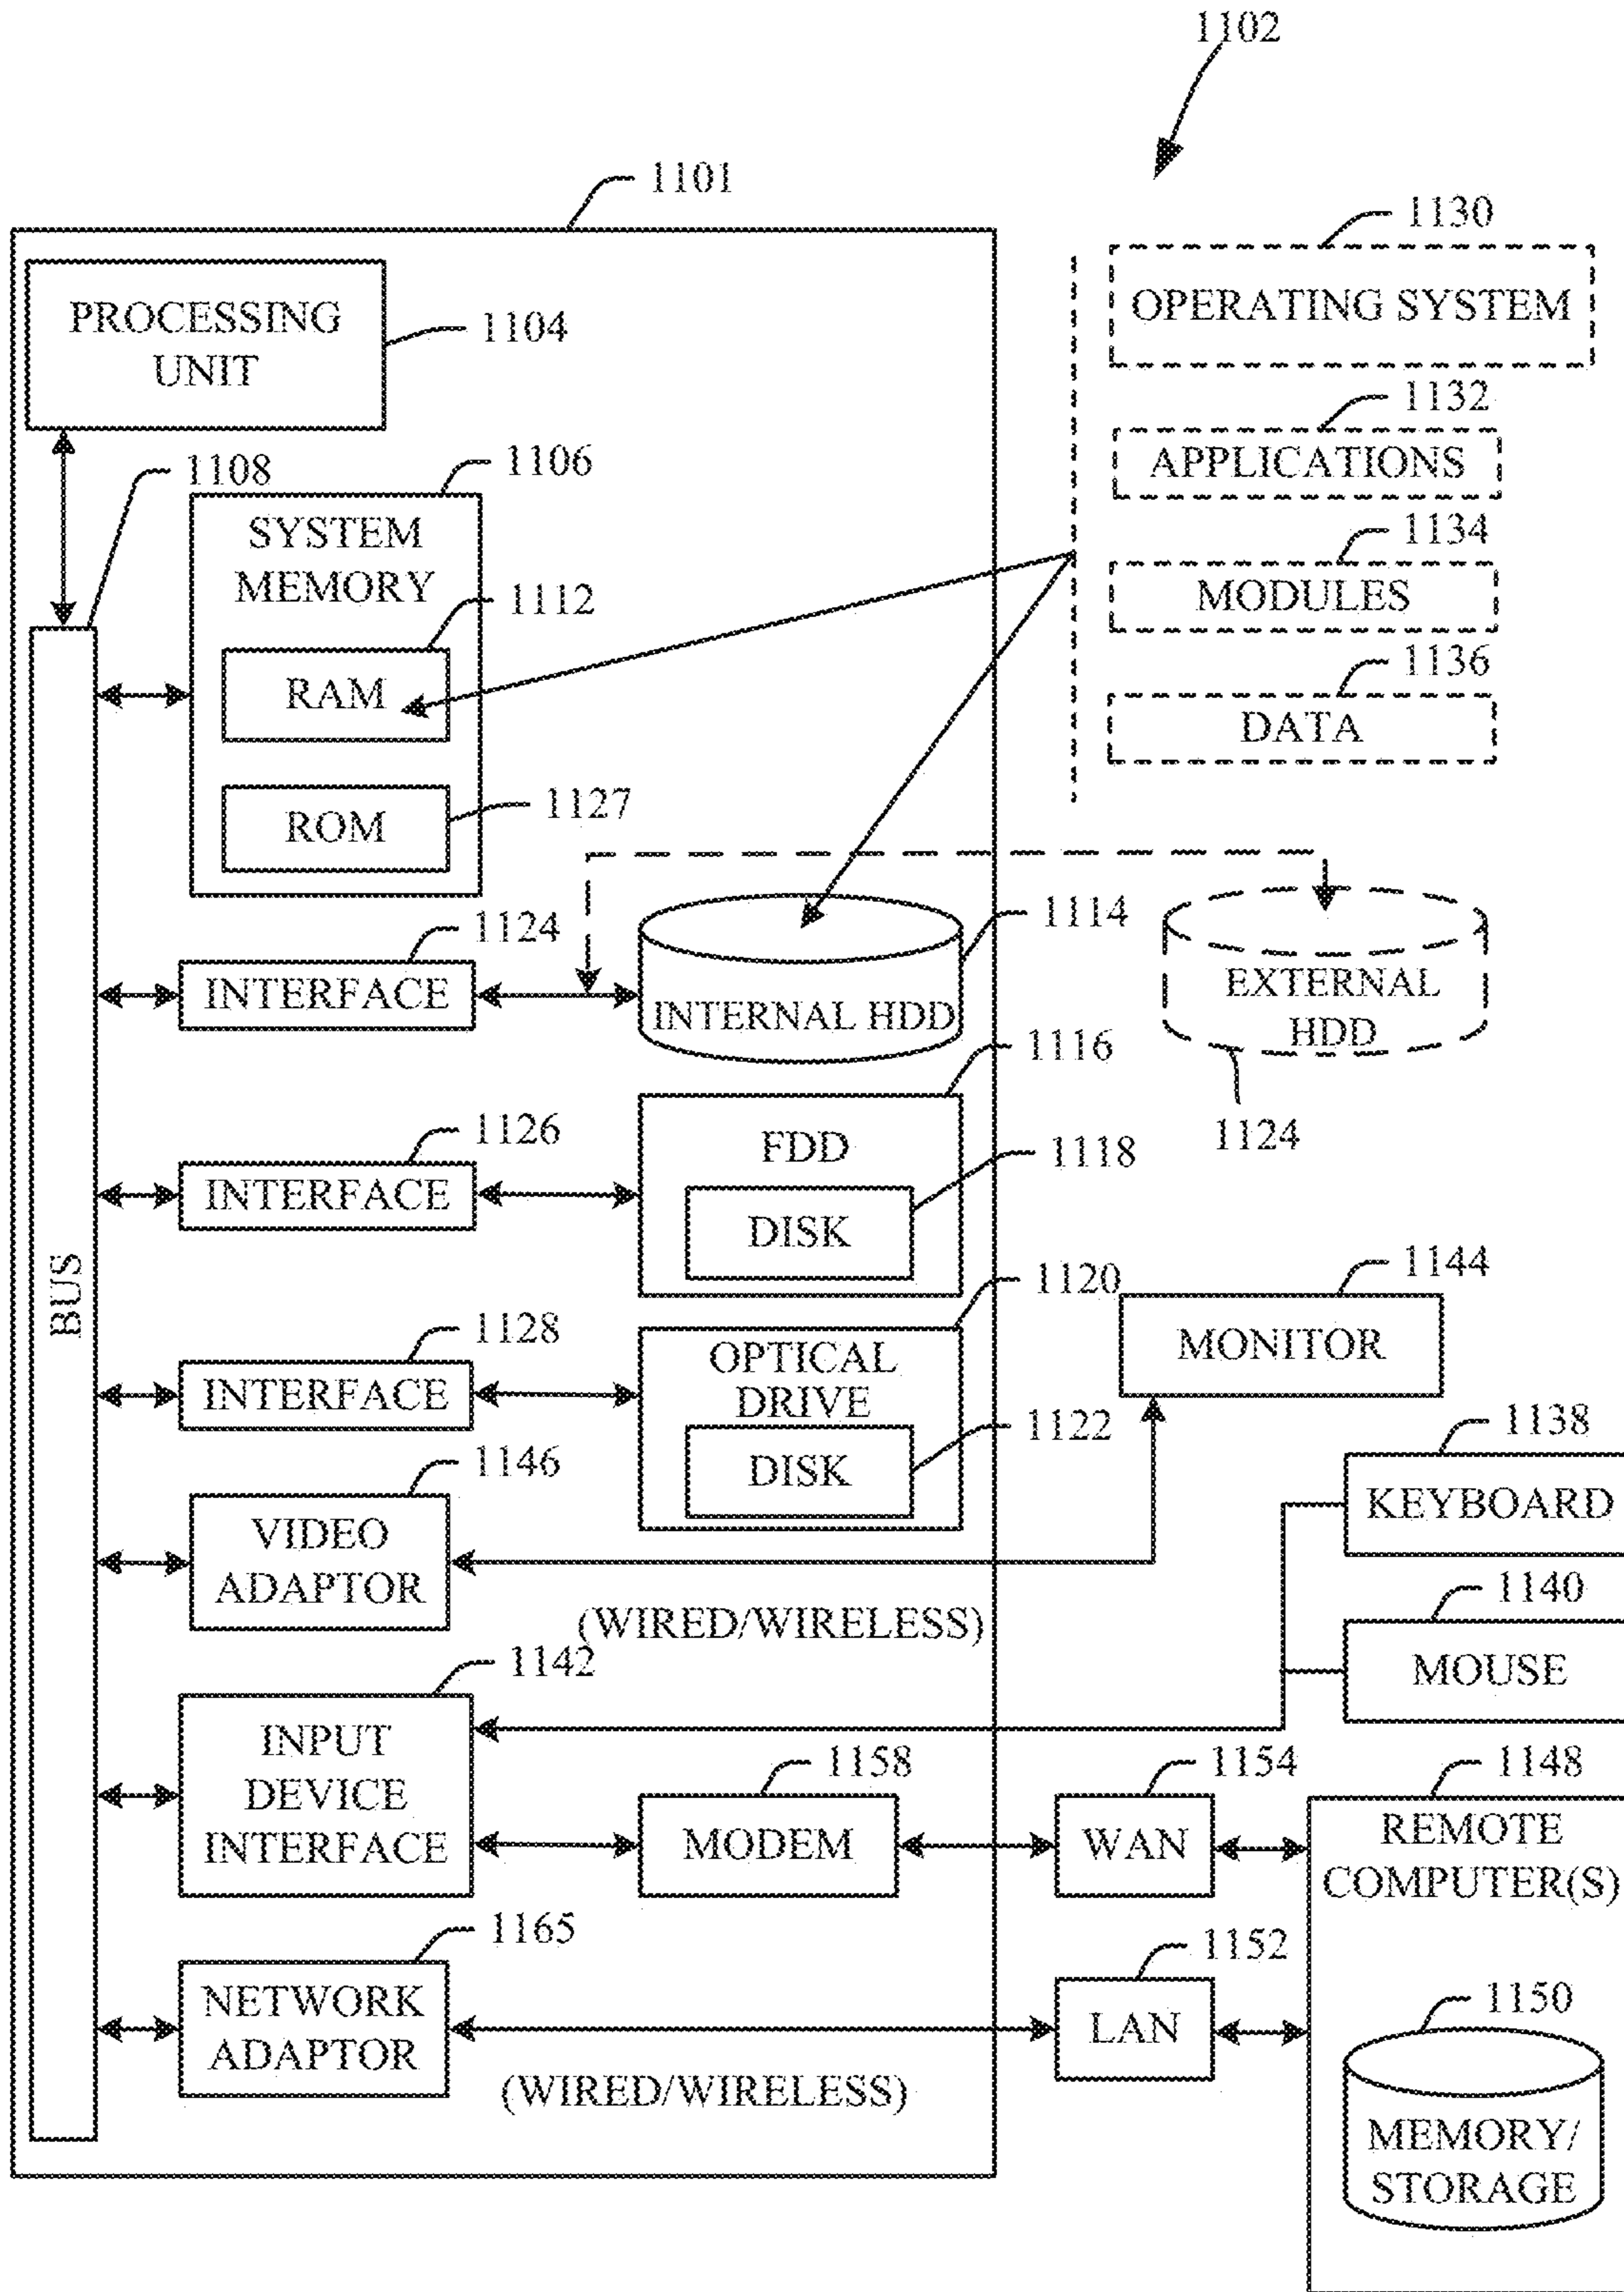 1102
1101
1130
OPERATING SYSTEM
PROCESSING
UNIT
1104
1132
APPLICATIONS
1108
1106
SYSTEM
MEMORY
1134
MODULES
1112
RAM
1136
DATA
1127
ROM
1124
INTERFACE
1114
INTERNAL HDD
EXTERNAL
HDD
1124
1116
FDD
1126
INTERFACE
1118
DISK
BUS
1120
OPTICAL
DRIVE
1144
MONITOR
1128
INTERFACE
1122
DISK
1138
KEYBOARD
1146
VIDEO
ADAPTOR
(WIRED/WIRELESS)
1140
MOUSE
1142
INPUT
DEVICE
INTERFACE
1158
MODEM
1154
WAN
1148
REMOTE
COMPUTER(S)
1165
NETWORK
ADAPTOR
(WIRED/WIRELESS)
1152
LAN
1150
MEMORY/
STORAGE